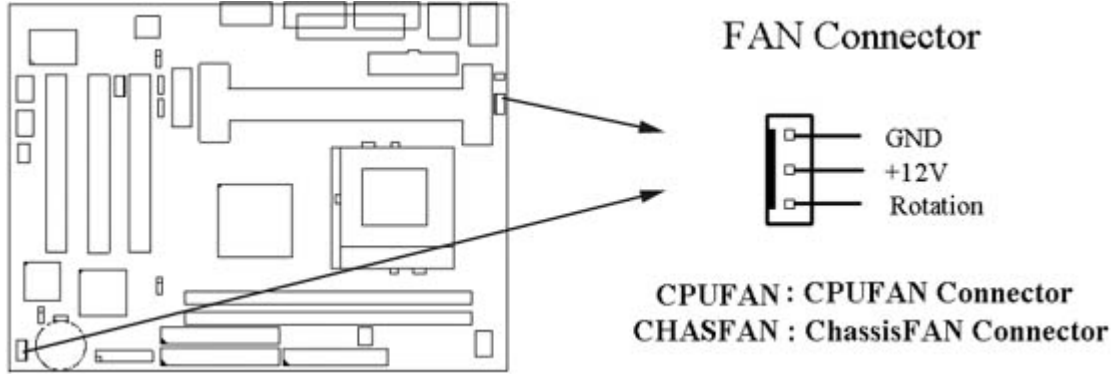 FAN Connector
GND
+12V
Rotation
CPUFAN : CPUFAN Connector
CHASFAN : ChassisFAN Connector